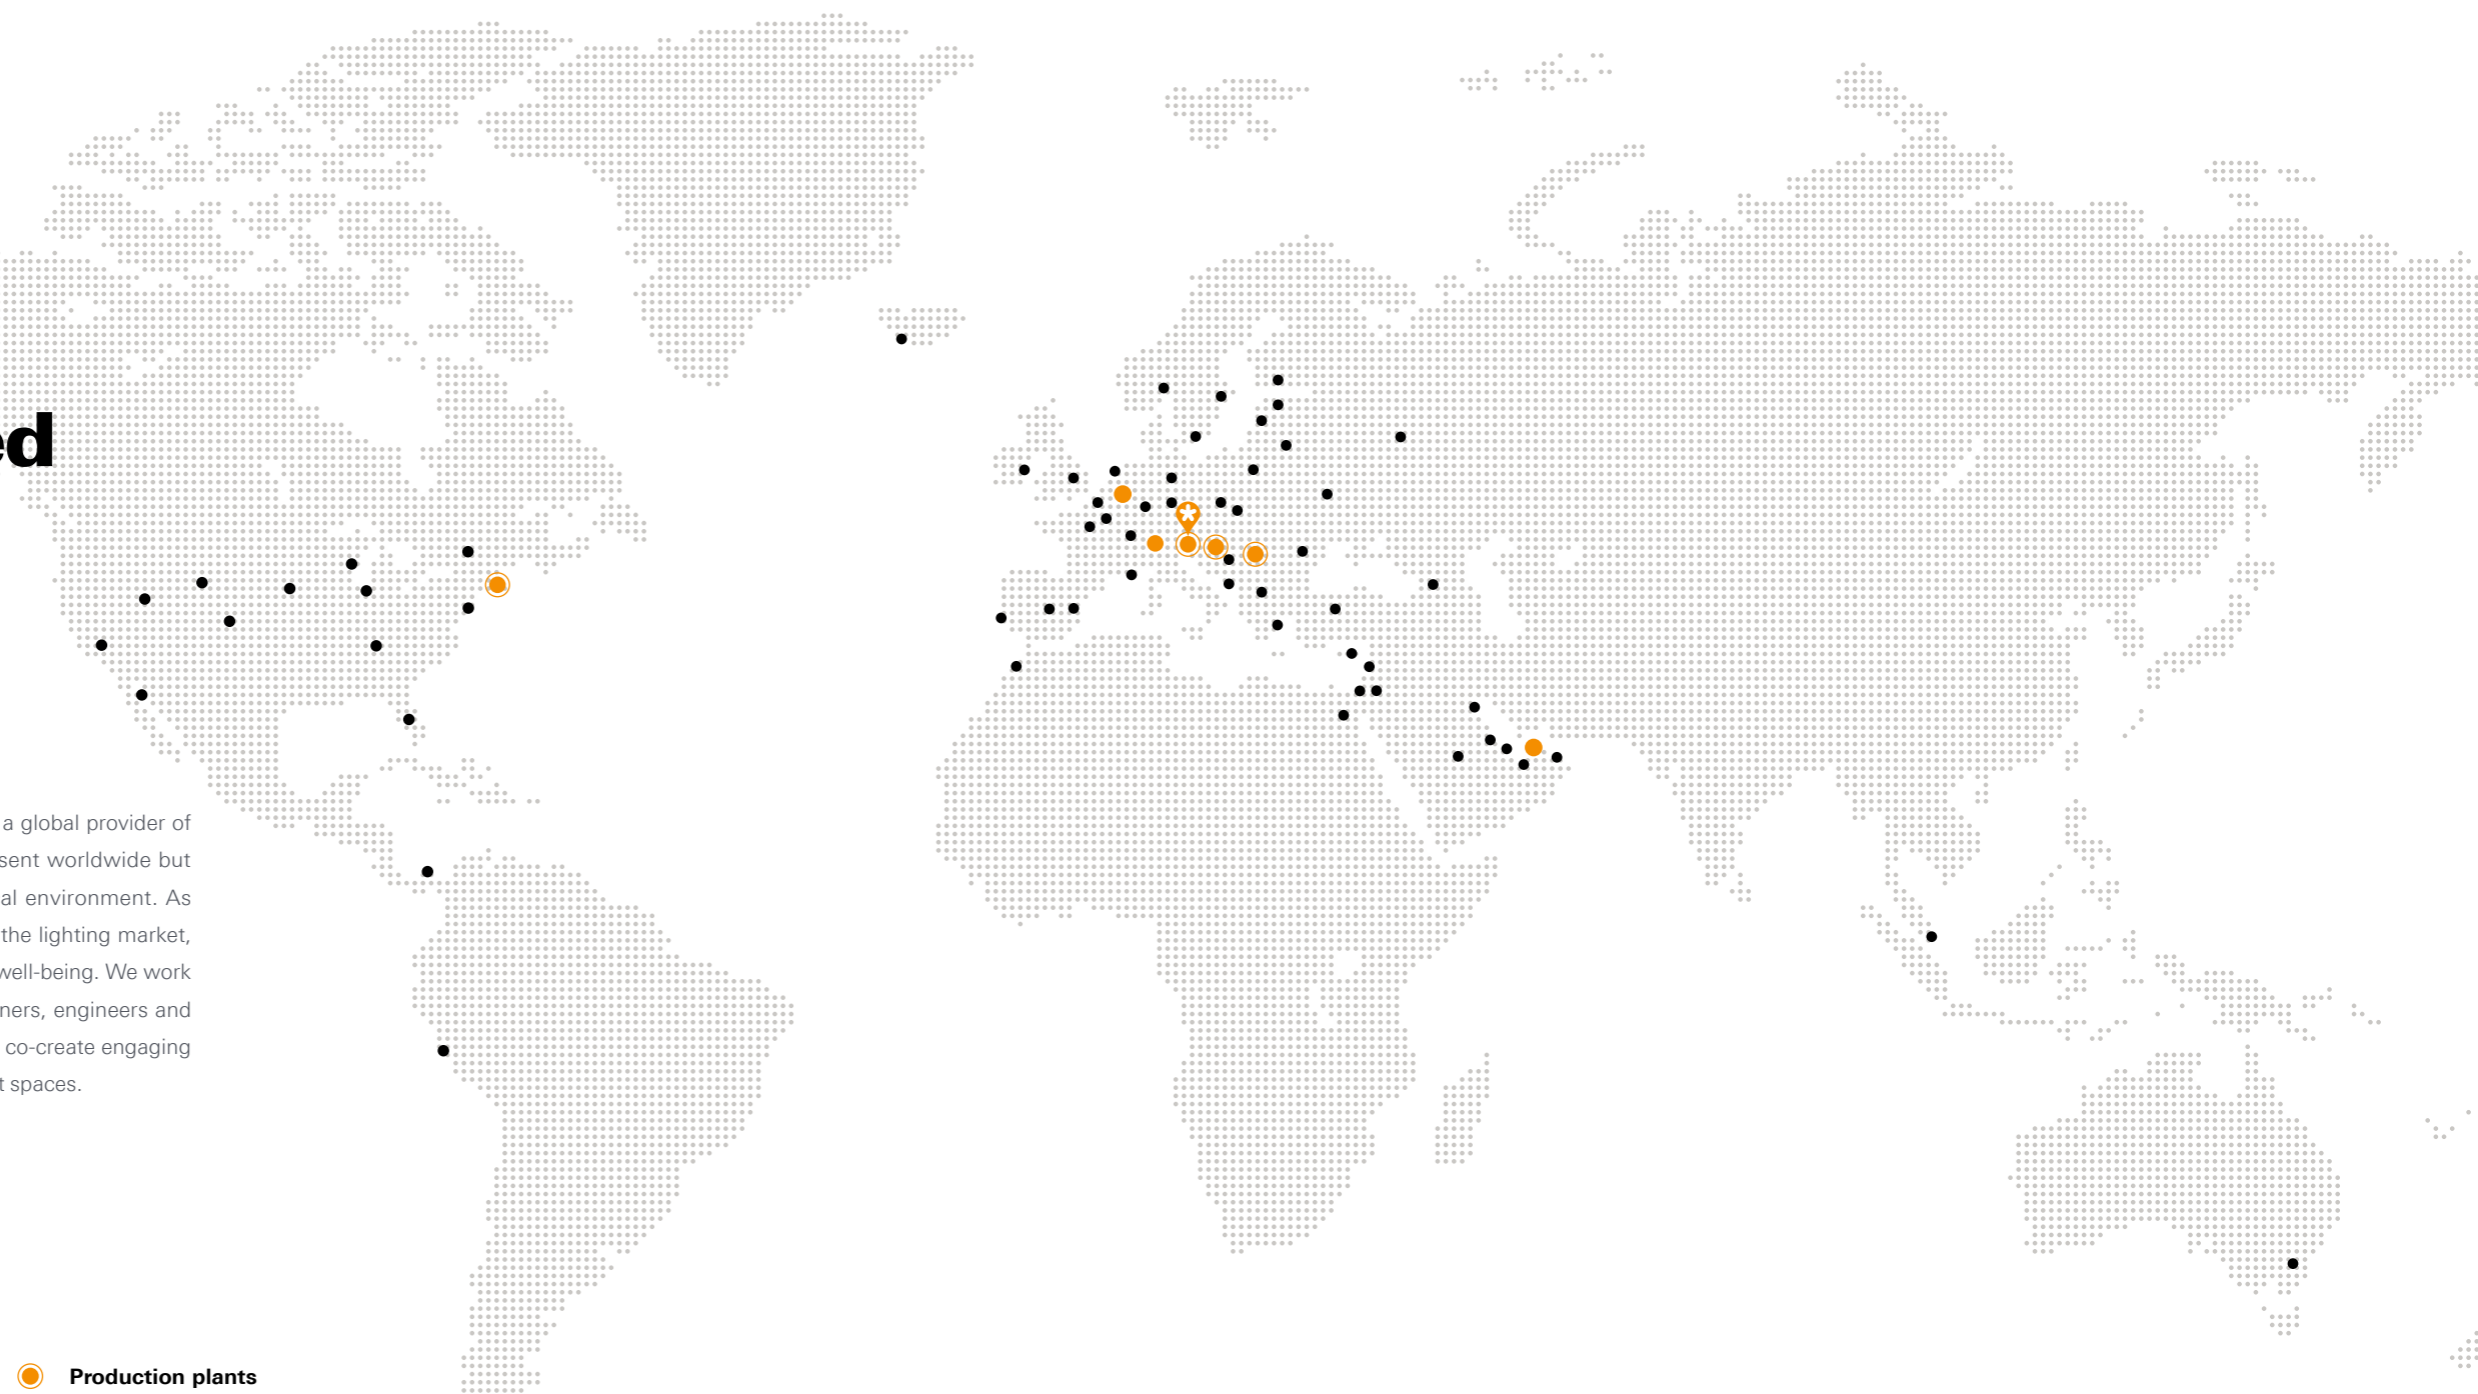 ed
a global provider of
sent worldwide but
al environment. As
the lighting market,
well-being. We work
ners, engineers and
co-create engaging
t spaces.
Production plants